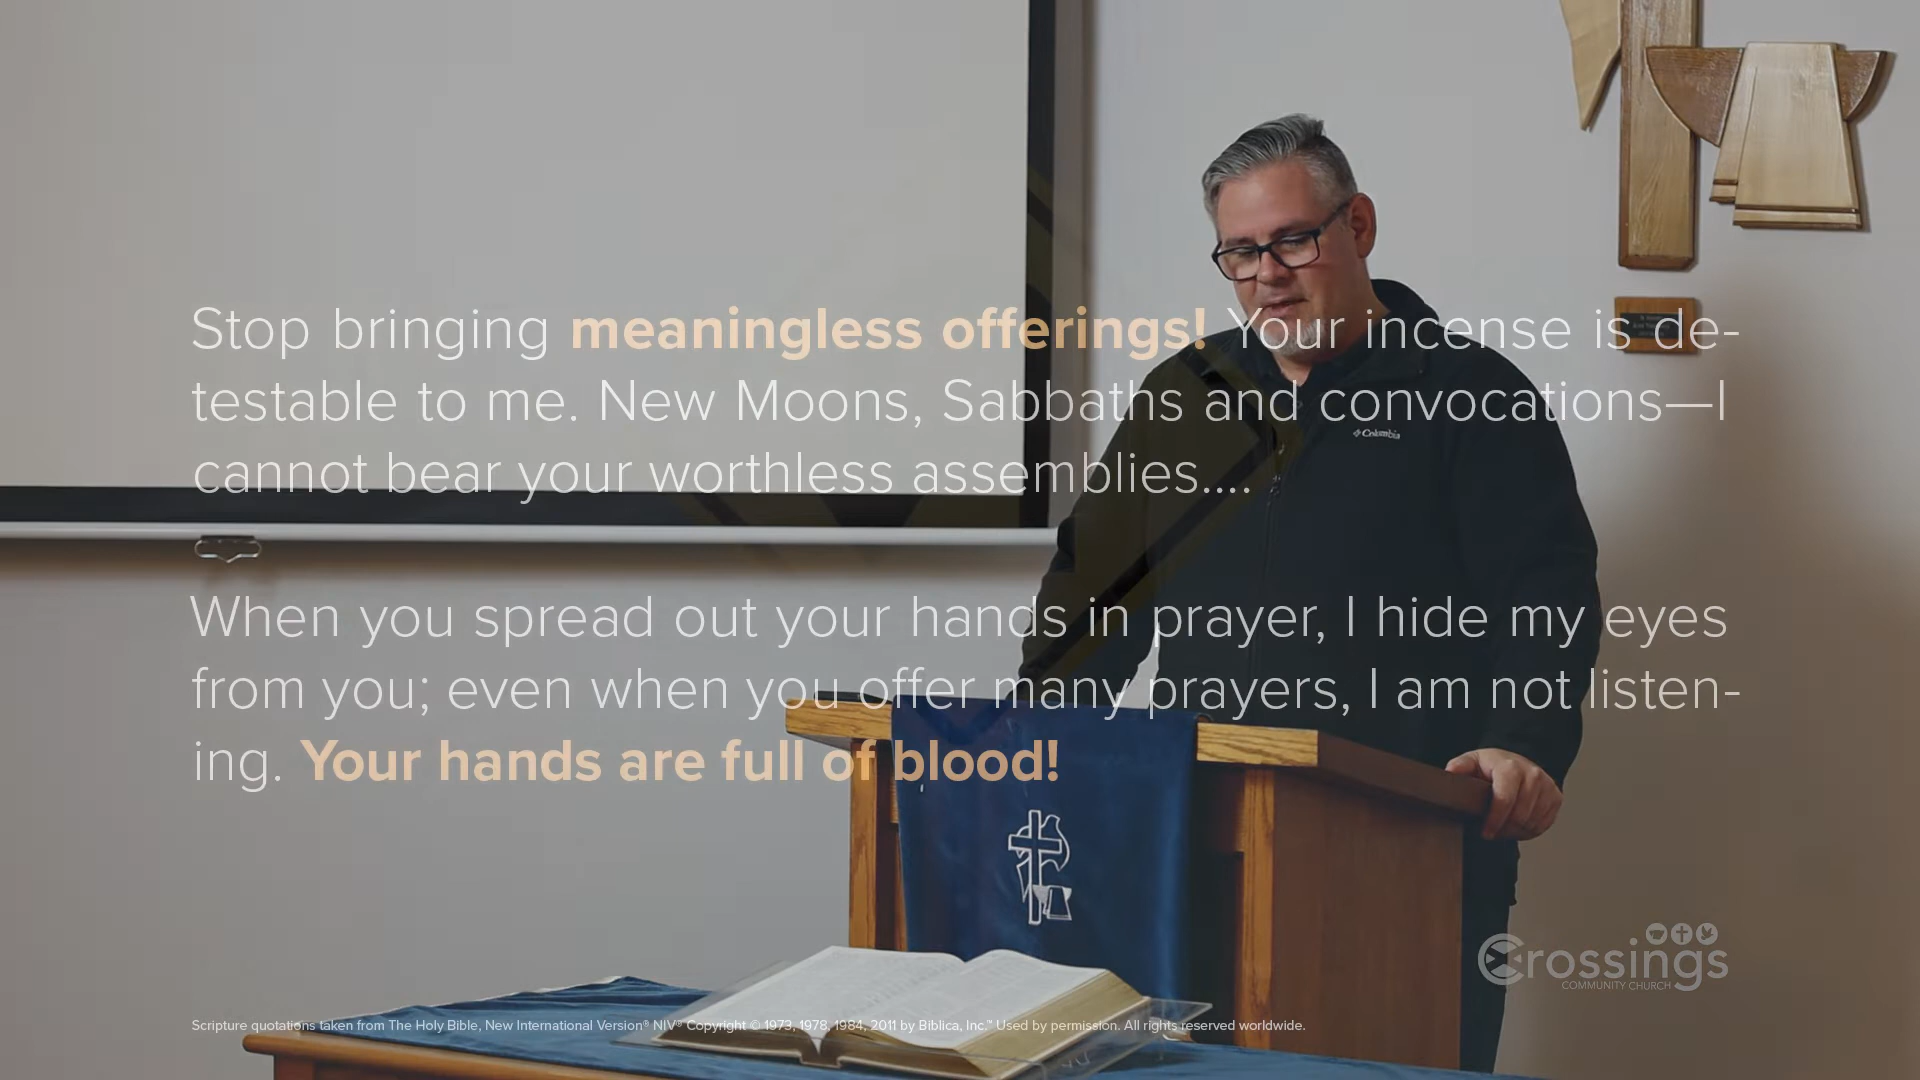 Stop bringing meaningless offerings! Your incense is de-
testable to me. New Moons, Sabbaths and convocations—I
cannot bear your worthless assemblies....
Columbia
When you spread out your hands in prayer, I hide my eyes
from you; even when you offer many prayers, I am not listen-
ing. Your hands are full of blood!
Crossings
COMMUNITY CHURCH
Scripture quotations taken from The Holy Bible, New International Version® NIV® Copyright © 1973, 1978, 1984, 2011 by Biblica, Inc.™ Used by permission. All rights reserved worldwide.